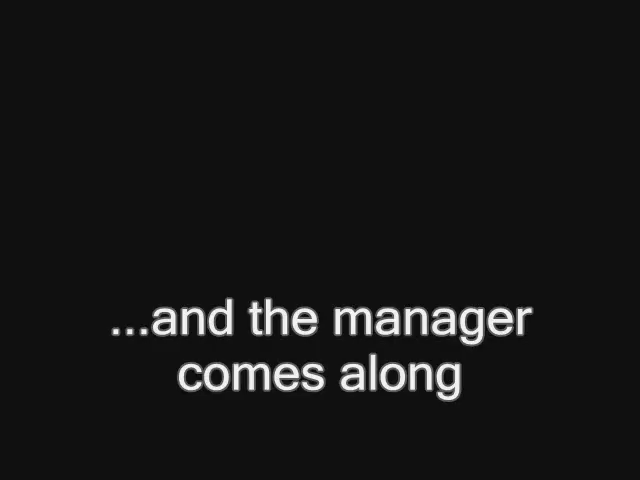 ...and the manager
comes along